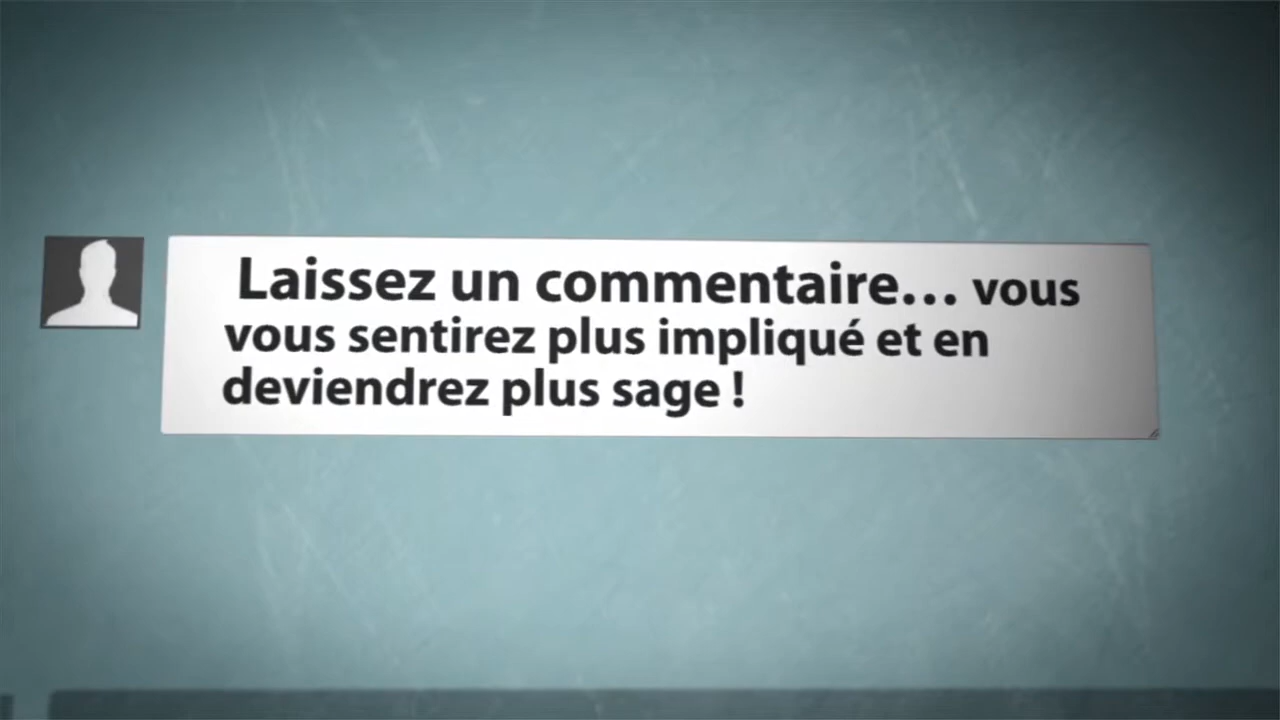 Laissez un commentaire... vous
vous sentirez plus impliqué et en
deviendrez plus sage !